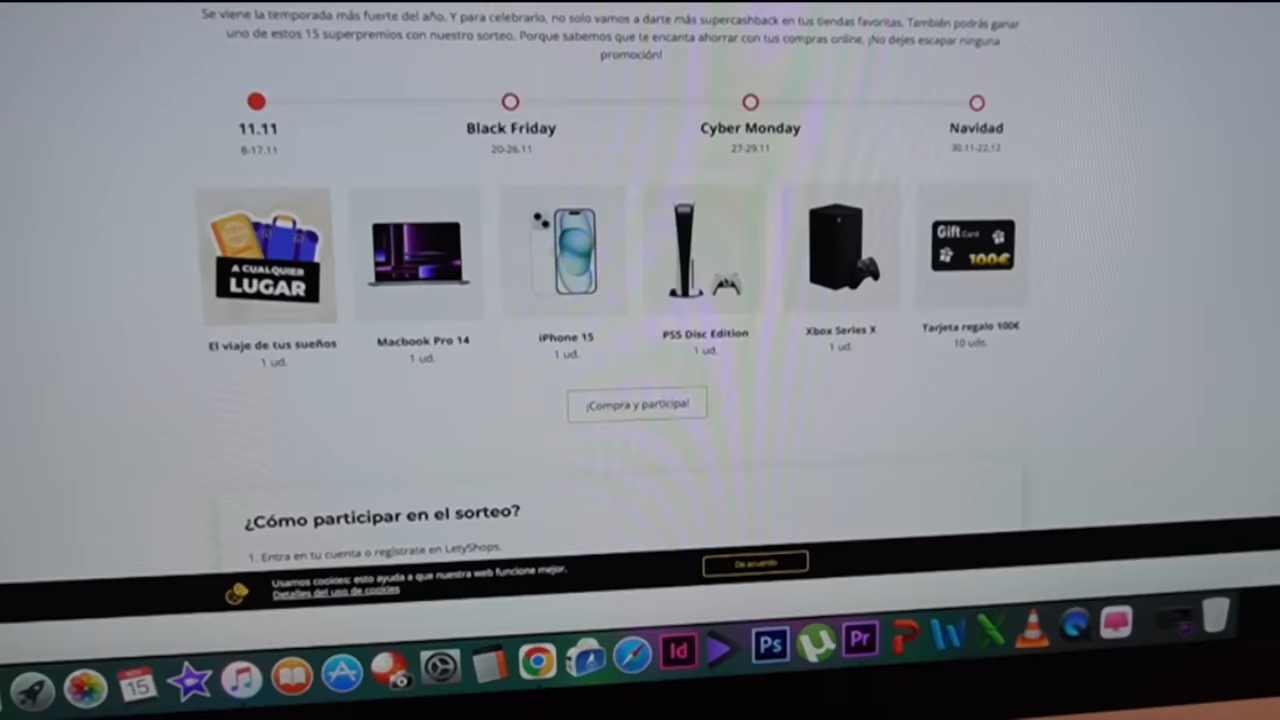 Se viene la temporada más fuerte del año. Y para celebrarlo, no solo vamos a darte más supercashback en tus tiendas favoritas. También podrás ganar
uno de estos 15 superpremios con nuestro sorteo. Porque sabemos que te encanta ahorrar con tus compras online. ¡No dejes escapar ninguna
promoción!
11.11
Black Friday
Cyber Monday
Navidad
8-17.11
20-26.11
27-29.11
30.11-22.12
A CUALQUIER
LUGAR
Gift Card
100€
El viaje de tus sueños
Macbook Pro 14
iPhone 15
PS5 Disc Edition
Xbox Series X
Tarjeta regalo 100€
1 ud.
1 ud.
1 ud.
1 ud.
1 ud.
10 uds.
¡Compra y participa!
¿Cómo participar en el sorteo?
1. Entra en tu cuenta o regístrate en LetyShops.
Usamos cookies: esto ayuda a que nuestra web funcione mejor.
Detalles del uso de cookies
De acuerdo
15
Id
Ps
Pr